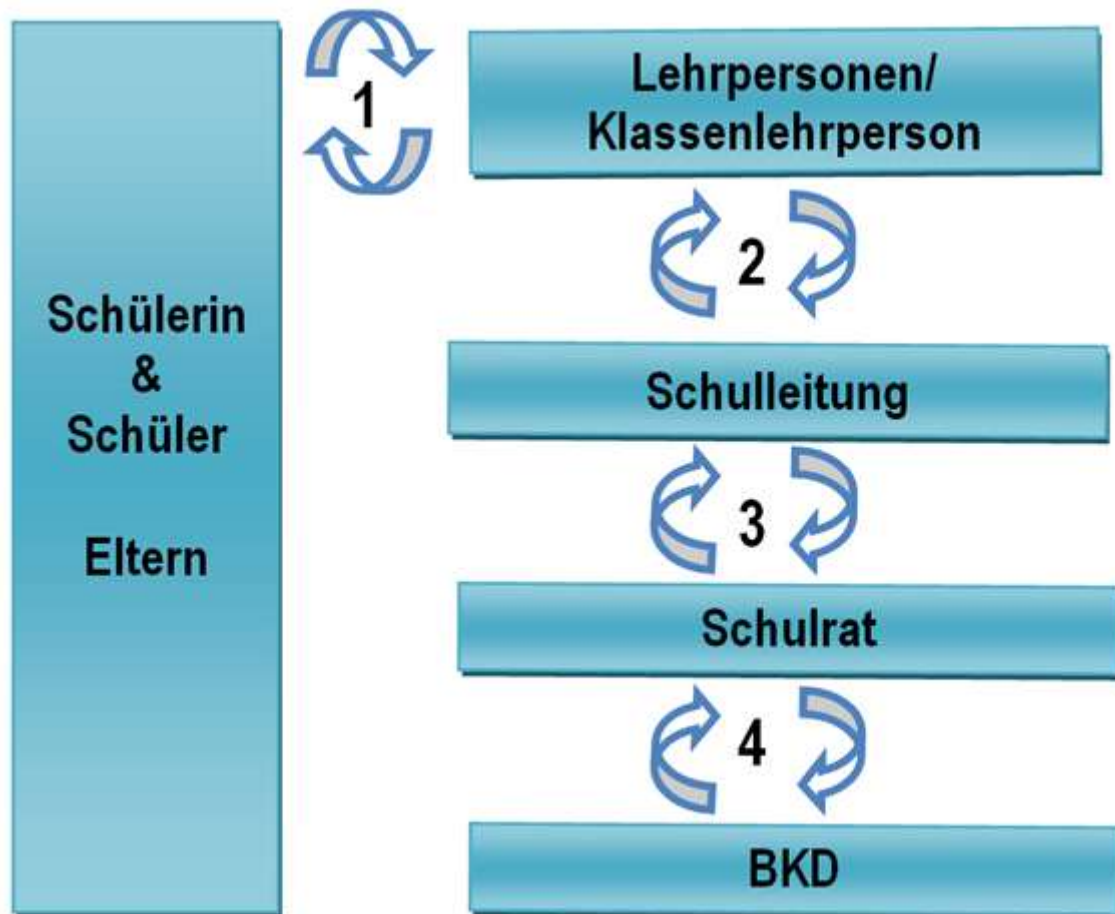 Schülerin
&
Schüler
Eltern
1
Lehrpersonen/
Klassenlehrperson
2
Schulleitung
3
Schulrat
4
BKD